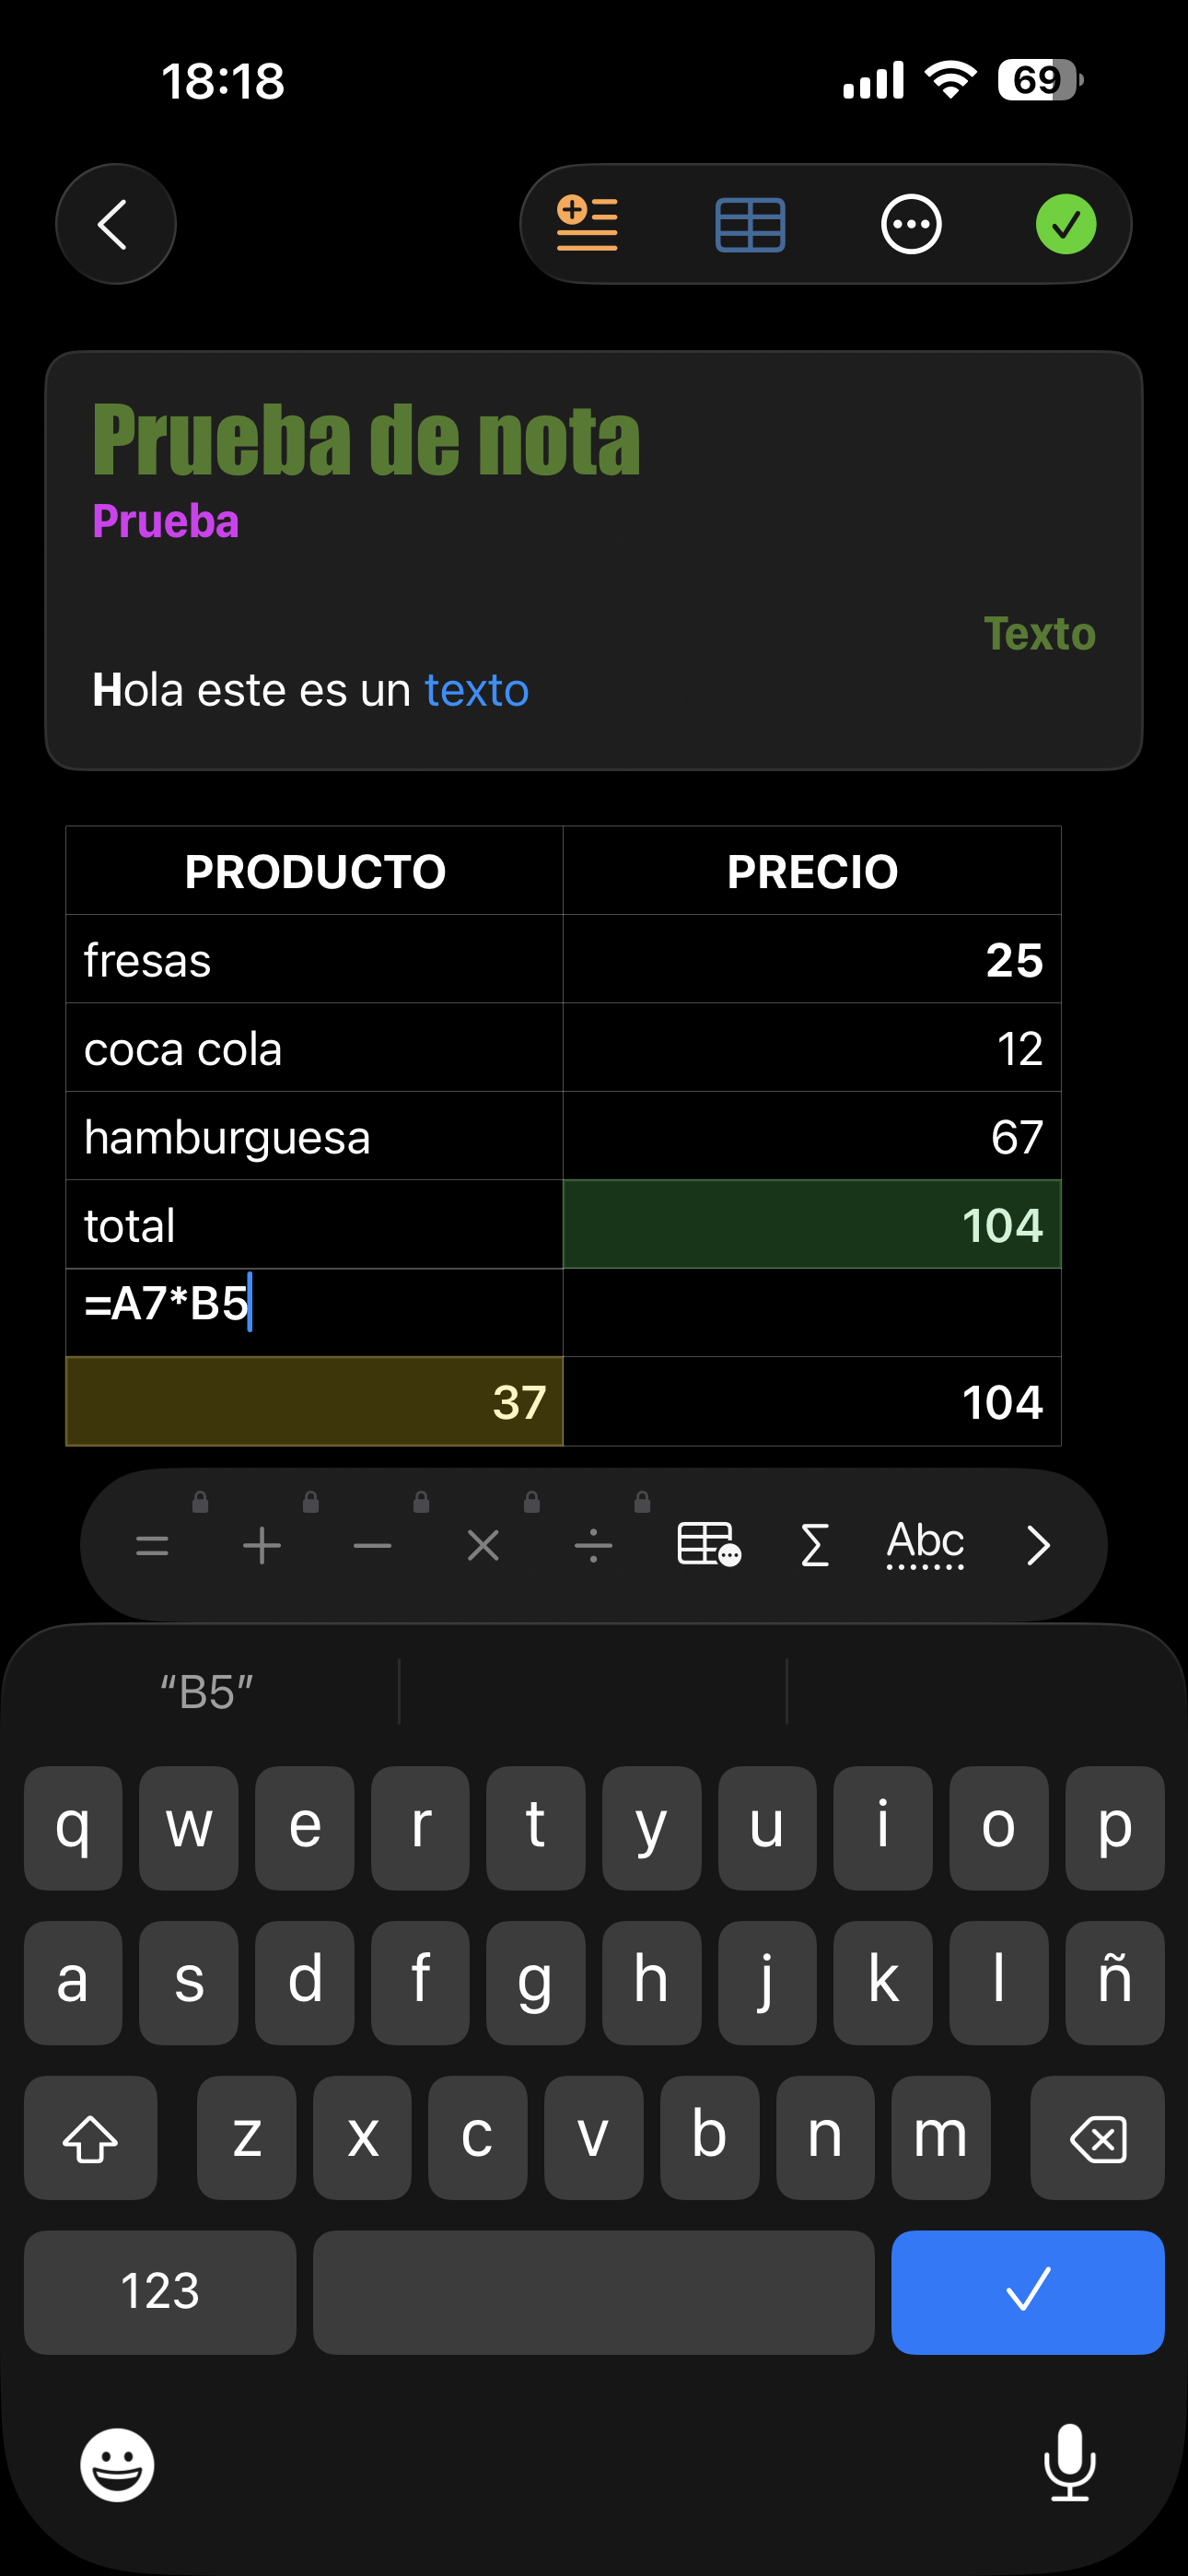 18:18
69
Prueba de nota
Prueba
Texto
Hola este es un texto
PRODUCTO PRECIO
fresas 25
coca cola 12
hamburguesa 67
total 104
=A7*B5
37 104
= + − × ÷ Σ Abc
“B5”
q w e r t y u i o p
a s d f g h j k l ñ
z x c v b n m
123